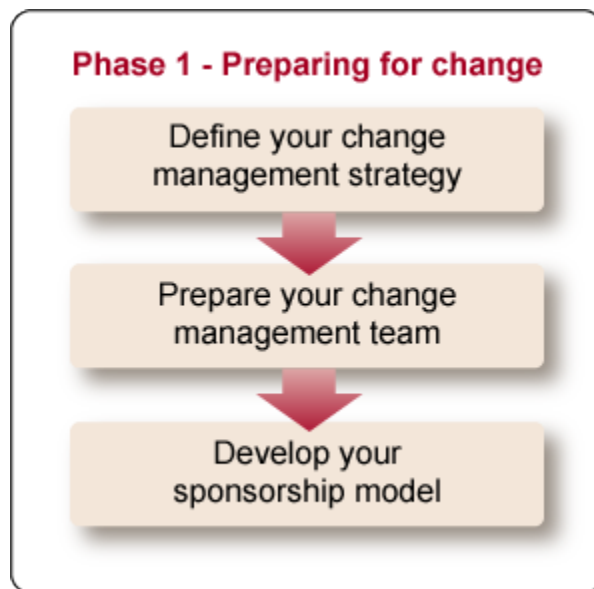 Phase 1 - Preparing for change
Define your change
management strategy
Prepare your change
management team
Develop your
sponsorship model